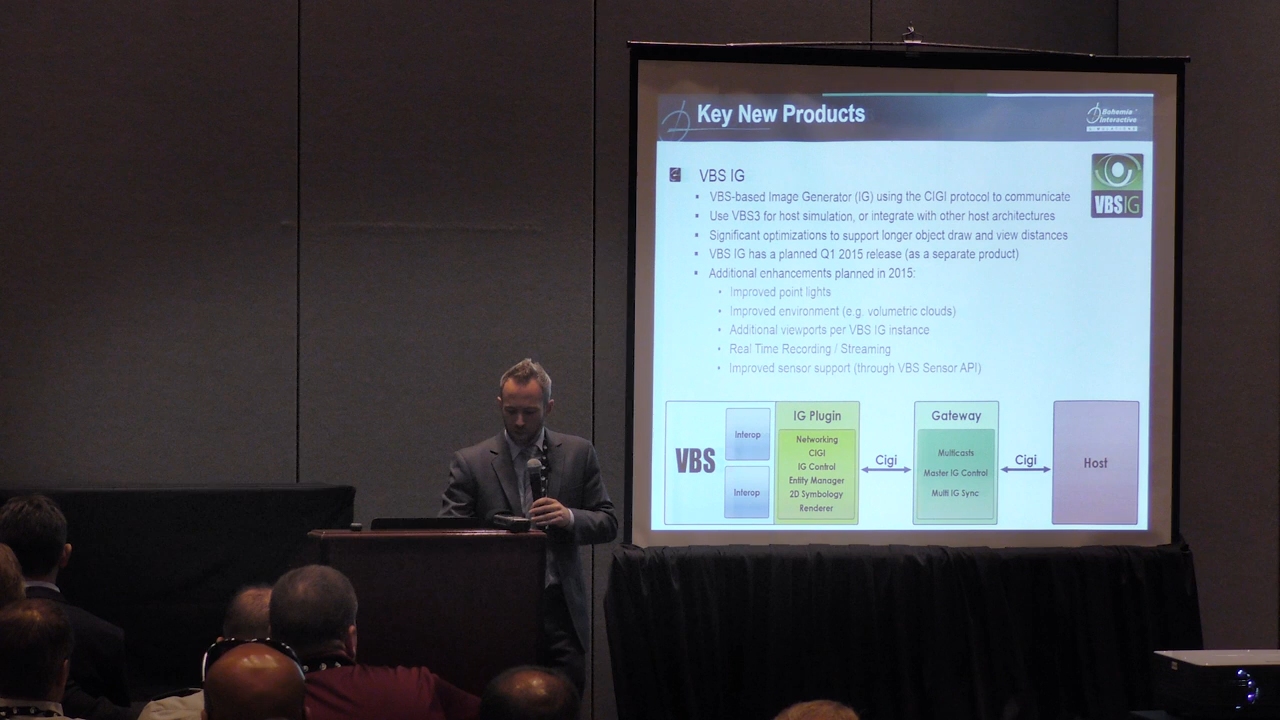 Key New Products
Bohemia
Interactive
SIMULATIONS
VBS IG
VBS-based Image Generator (IG) using the CIGI protocol to communicate
Use VBS3 for host simulation, or integrate with other host architectures
Significant optimizations to support longer object draw and view distances
VBS IG has a planned Q1 2015 release (as a separate product)
Additional enhancements planned in 2015:
Improved point lights
Improved environment (e.g. volumetric clouds)
Additional viewports per VBS IG instance
Real Time Recording / Streaming
Improved sensor support (through VBS Sensor API)
VBSIG
VBS
Interop
Interop
IG Plugin
Networking
CIGI
IG Control
Entity Manager
2D Symbology
Renderer
Cigi
Gateway
Multicasts
Master IG Control
Multi IG Sync
Cigi
Host